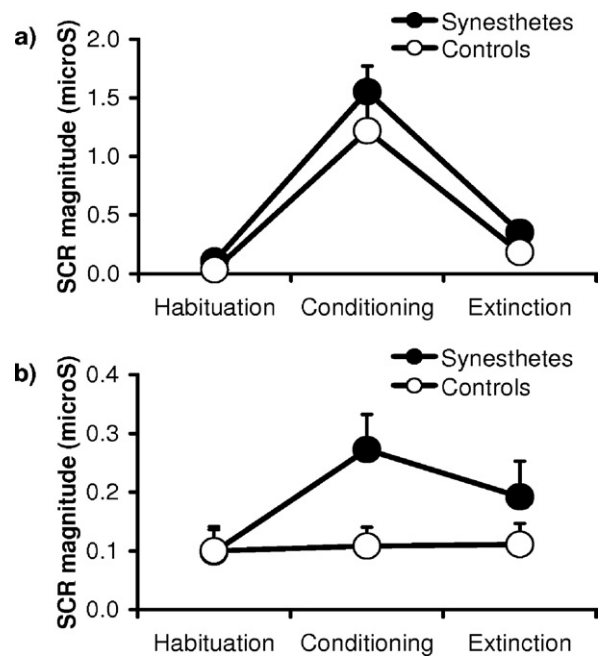 a)
SCR magnitude (microS)
Synesthetes
Controls
2.0
1.5
1.0
0.5
0.0
Habituation Conditioning Extinction
b)
SCR magnitude (microS)
Synesthetes
Controls
0.4
0.3
0.2
0.1
0.0
Habituation Conditioning Extinction